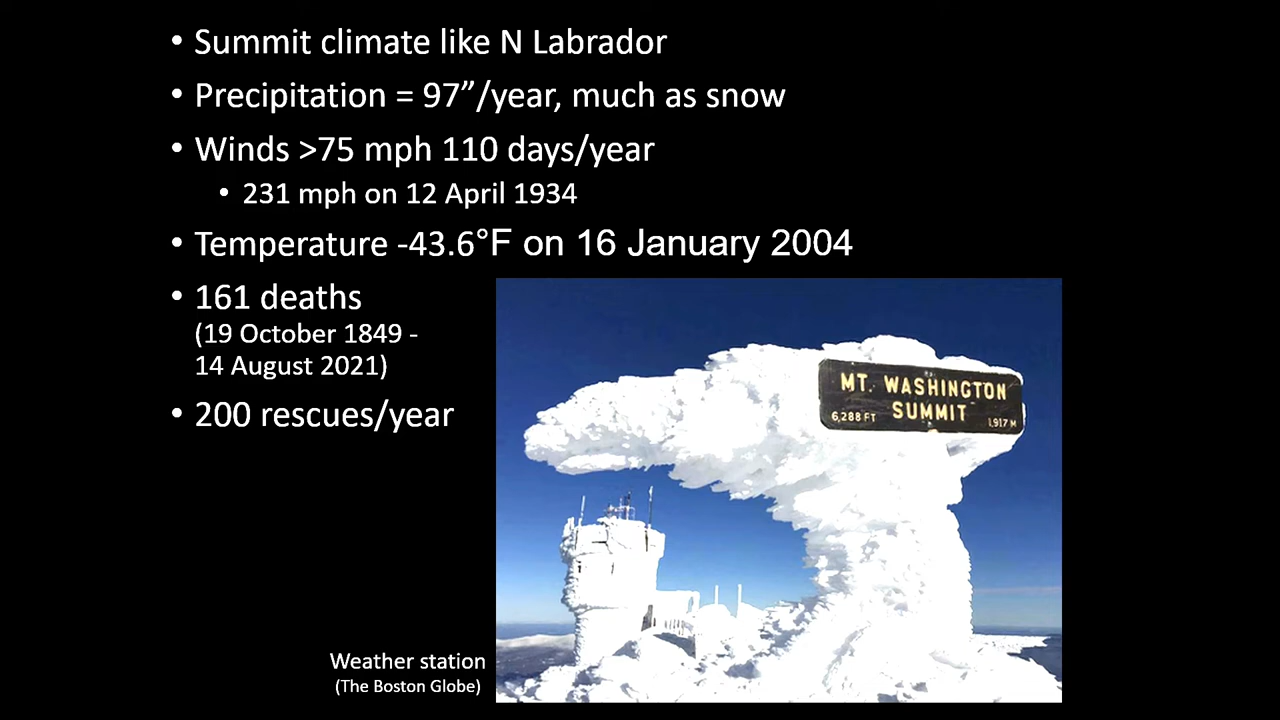 • Summit climate like N Labrador
• Precipitation = 97”/year, much as snow
• Winds >75 mph 110 days/year
• 231 mph on 12 April 1934
• Temperature -43.6°F on 16 January 2004
• 161 deaths
(19 October 1849 -
14 August 2021)
• 200 rescues/year
MT. WASHINGTON
SUMMIT
6,288 FT 1,917 M
Weather station
(The Boston Globe)